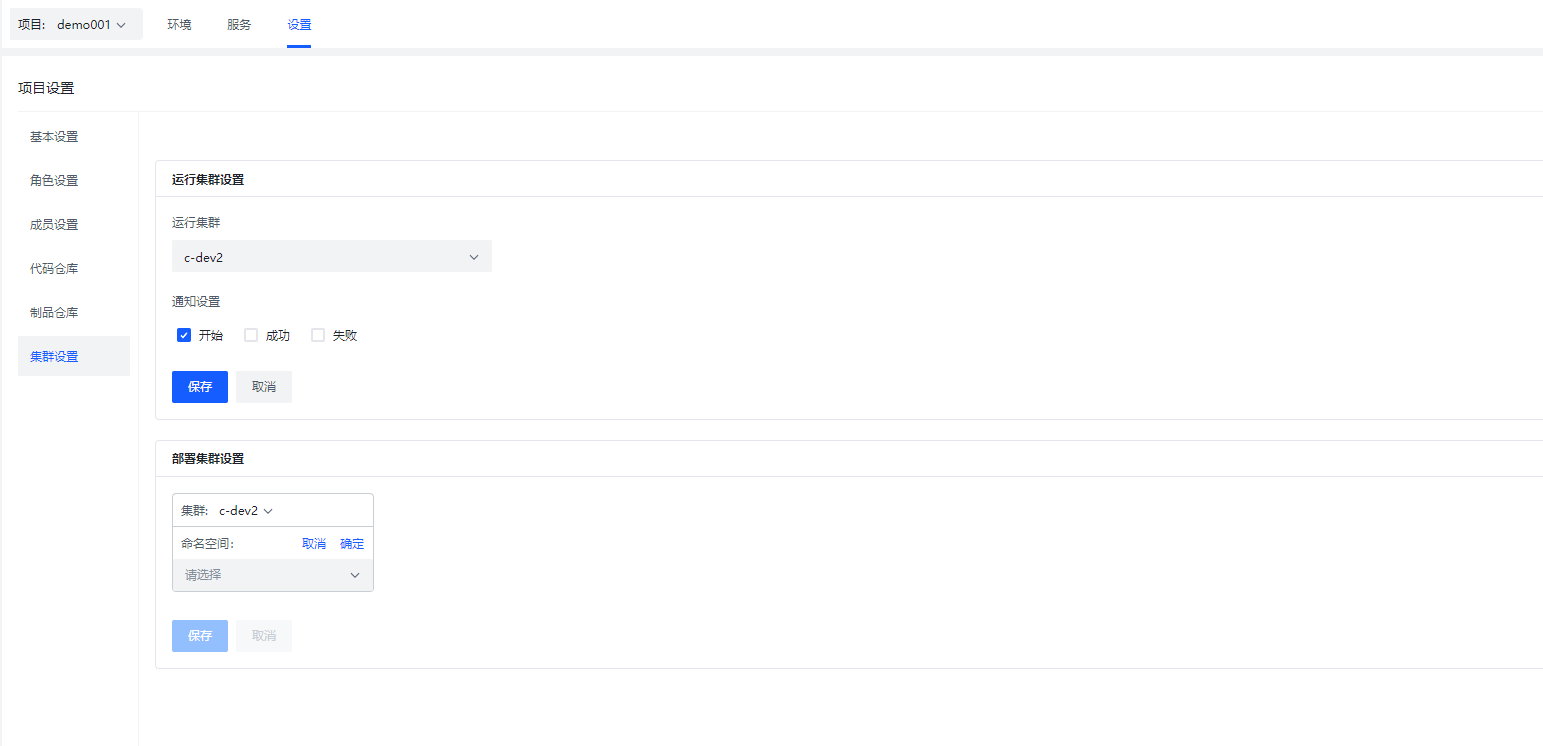 项目: demo001 环境 服务 设置
项目设置
基本设置
角色设置
成员设置
代码仓库
制品仓库
集群设置
运行集群设置
运行集群
c-dev2
通知设置
开始 成功 失败
保存 取消
部署集群设置
集群: c-dev2
命名空间: 取消 确定
请选择
保存 取消